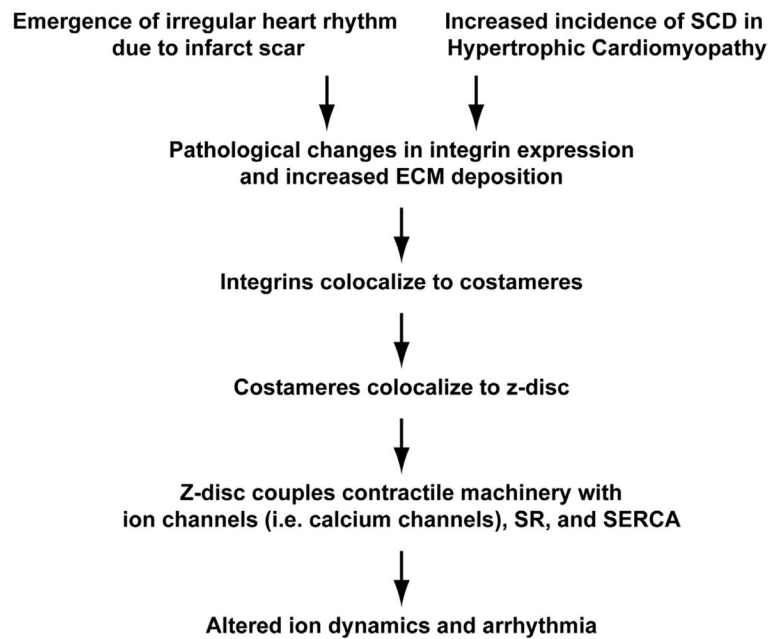 Emergence of irregular heart rhythm
due to infarct scar
Increased incidence of SCD in
Hypertrophic Cardiomyopathy
Pathological changes in integrin expression
and increased ECM deposition
Integrins colocalize to costameres
Costameres colocalize to z-disc
Z-disc couples contractile machinery with
ion channels (i.e. calcium channels), SR, and SERCA
Altered ion dynamics and arrhythmia